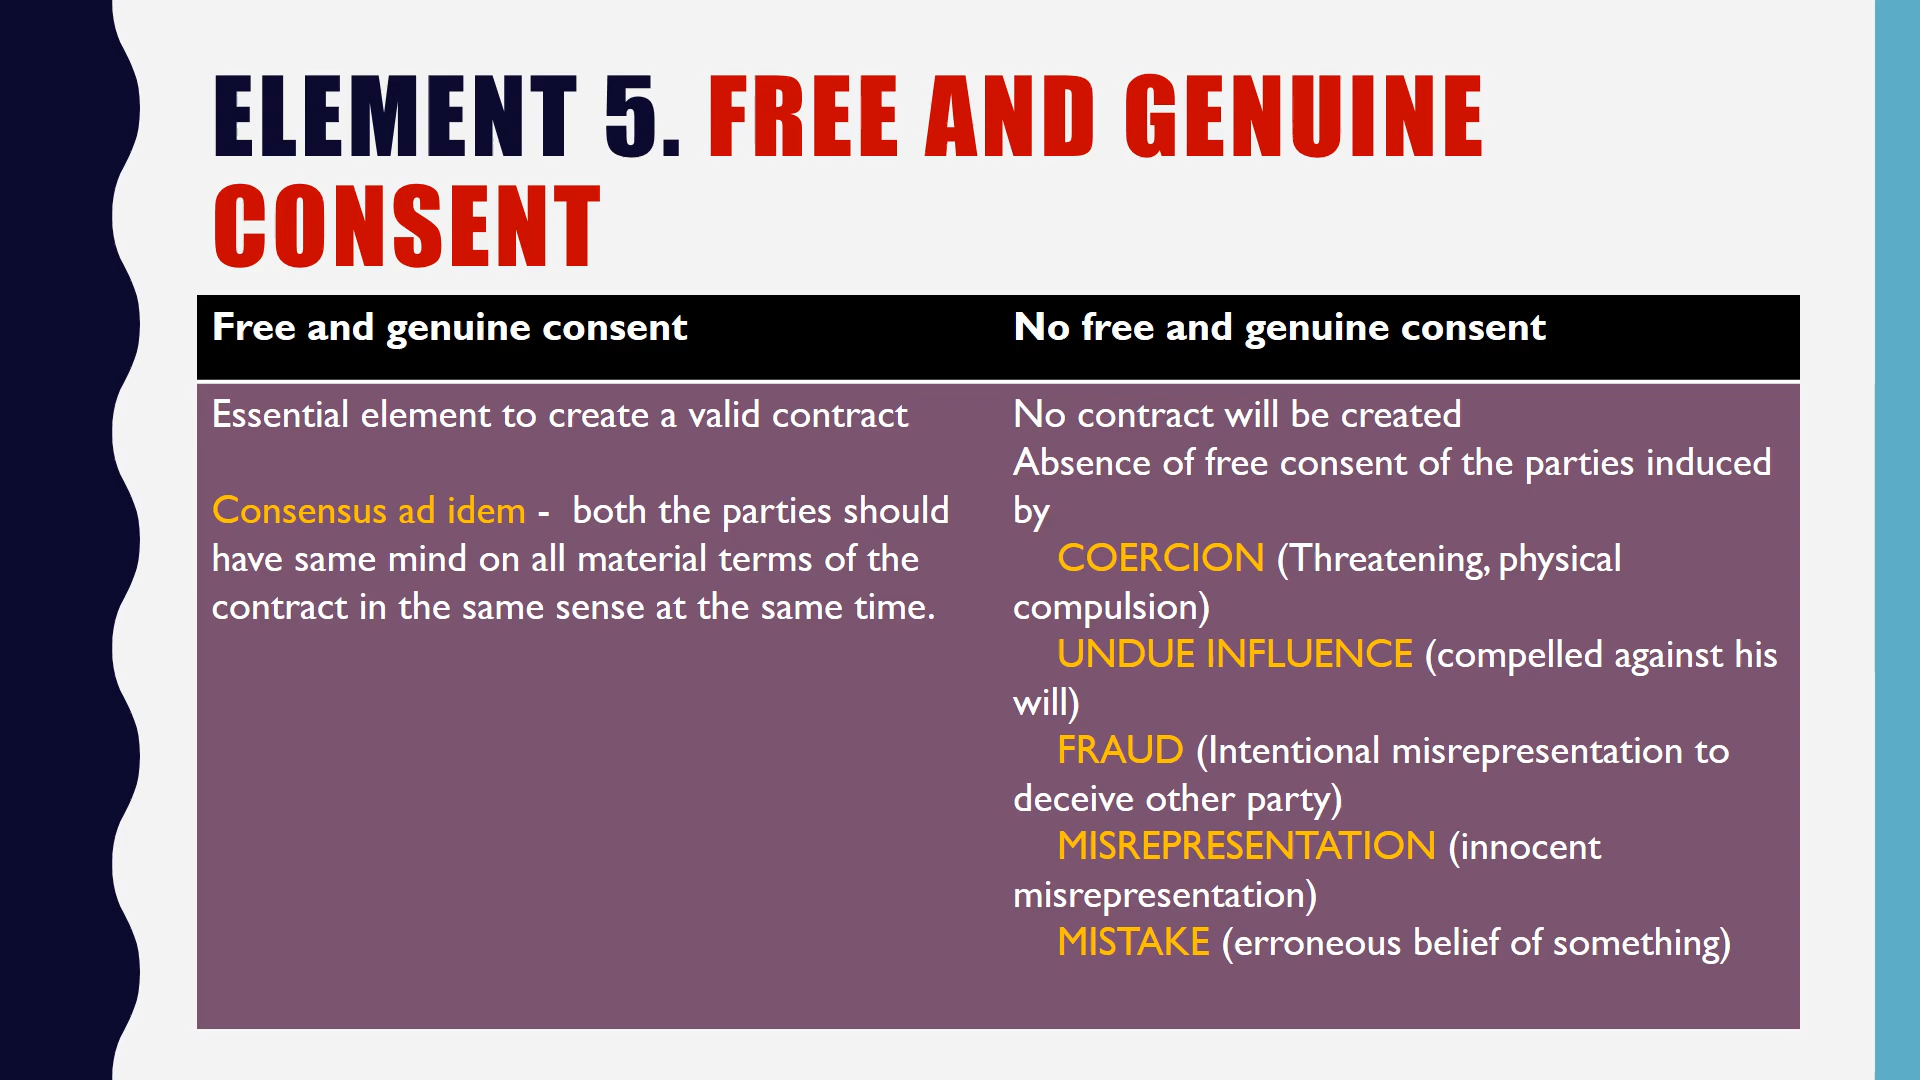 ELEMENT 5. FREE AND GENUINE
CONSENT
Free and genuine consent
Essential element to create a valid contract
Consensus ad idem - both the parties should
have same mind on all material terms of the
contract in the same sense at the same time.
No free and genuine consent
No contract will be created
Absence of free consent of the parties induced
by
COERCION (Threatening, physical
compulsion)
UNDUE INFLUENCE (compelled against his
will)
FRAUD (Intentional misrepresentation to
deceive other party)
MISREPRESENTATION (innocent
misrepresentation)
MISTAKE (erroneous belief of something)